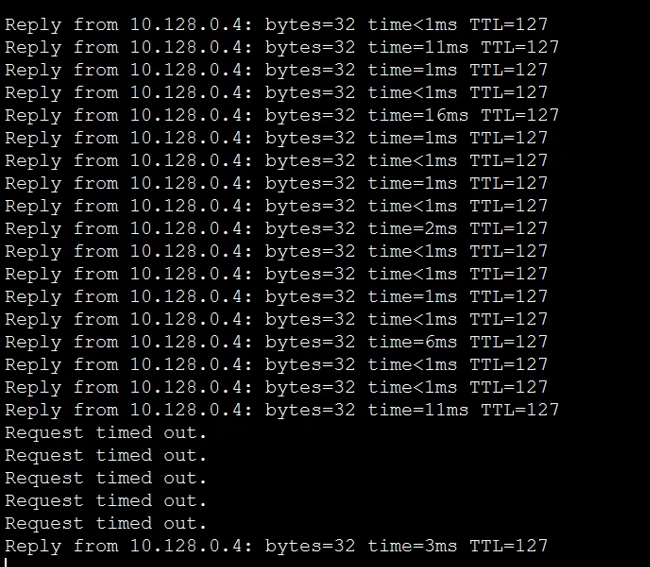 Reply from 10.128.0.4: bytes=32 time<1ms TTL=127
Reply from 10.128.0.4: bytes=32 time=11ms TTL=127
Reply from 10.128.0.4: bytes=32 time=1ms TTL=127
Reply from 10.128.0.4: bytes=32 time<1ms TTL=127
Reply from 10.128.0.4: bytes=32 time=16ms TTL=127
Reply from 10.128.0.4: bytes=32 time=1ms TTL=127
Reply from 10.128.0.4: bytes=32 time<1ms TTL=127
Reply from 10.128.0.4: bytes=32 time=1ms TTL=127
Reply from 10.128.0.4: bytes=32 time<1ms TTL=127
Reply from 10.128.0.4: bytes=32 time=2ms TTL=127
Reply from 10.128.0.4: bytes=32 time<1ms TTL=127
Reply from 10.128.0.4: bytes=32 time<1ms TTL=127
Reply from 10.128.0.4: bytes=32 time=1ms TTL=127
Reply from 10.128.0.4: bytes=32 time<1ms TTL=127
Reply from 10.128.0.4: bytes=32 time=6ms TTL=127
Reply from 10.128.0.4: bytes=32 time<1ms TTL=127
Reply from 10.128.0.4: bytes=32 time<1ms TTL=127
Reply from 10.128.0.4: bytes=32 time=11ms TTL=127
Request timed out.
Request timed out.
Request timed out.
Request timed out.
Request timed out.
Reply from 10.128.0.4: bytes=32 time=3ms TTL=127